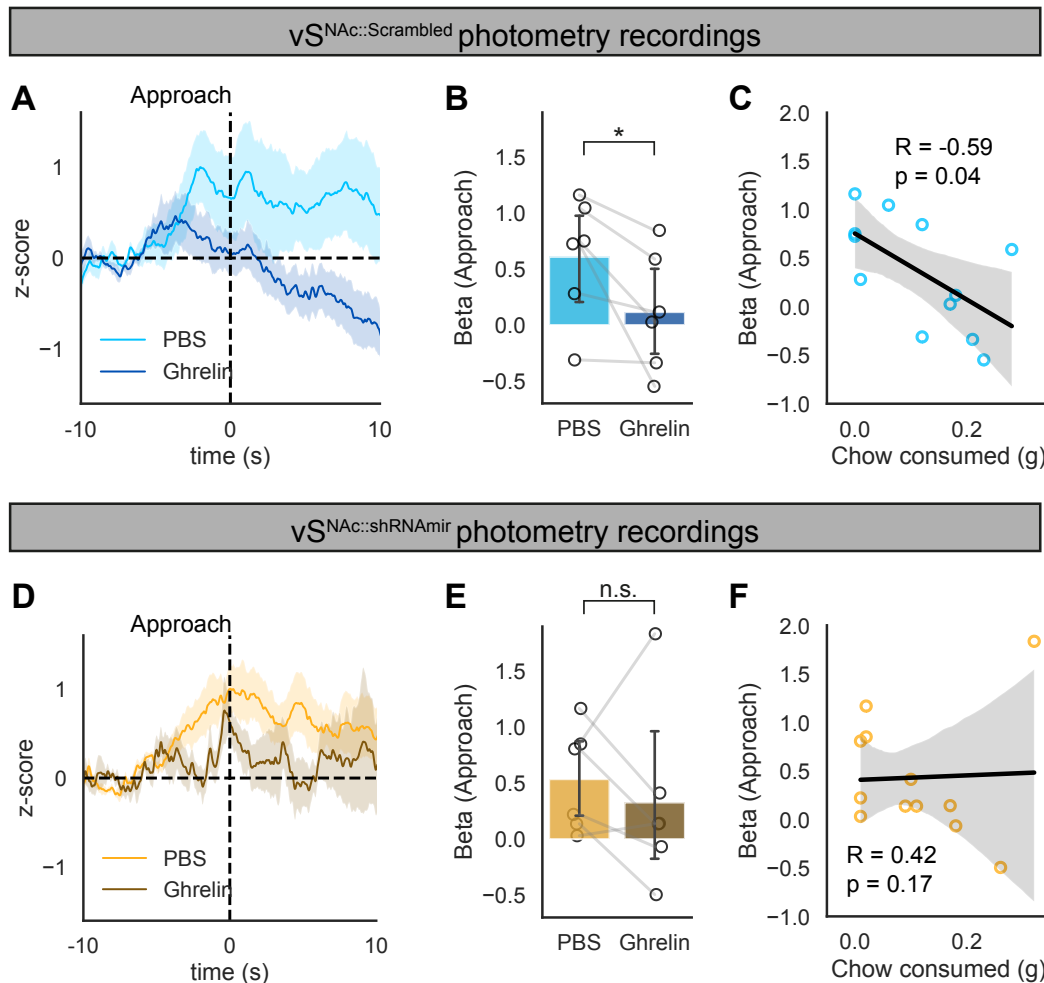 vS^NAc::Scrambled photometry recordings
A
Approach
z-score
1
0
−1
PBS
Ghrelin
-10
0
10
time (s)
B
*
Beta (Approach)
1.5
1.0
0.5
0.0
−0.5
PBS
Ghrelin
C
Beta (Approach)
2.0
1.5
1.0
0.5
0.0
−0.5
−1.0
R = -0.59
p = 0.04
0.0
0.2
Chow consumed (g)
vS^NAc::shRNAmir photometry recordings
D
Approach
z-score
1
0
−1
PBS
Ghrelin
-10
0
10
time (s)
E
n.s.
Beta (Approach)
1.5
1.0
0.5
0.0
−0.5
PBS
Ghrelin
F
Beta (Approach)
2.0
1.5
1.0
0.5
0.0
−0.5
−1.0
R = 0.42
p = 0.17
0.0
0.2
Chow consumed (g)